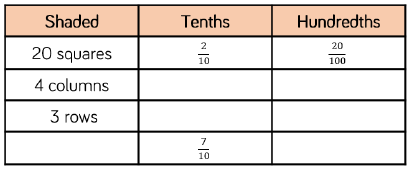 Shaded Tenths Hundredths
20 squares 2/10 20/100
4 columns
3 rows
7/10